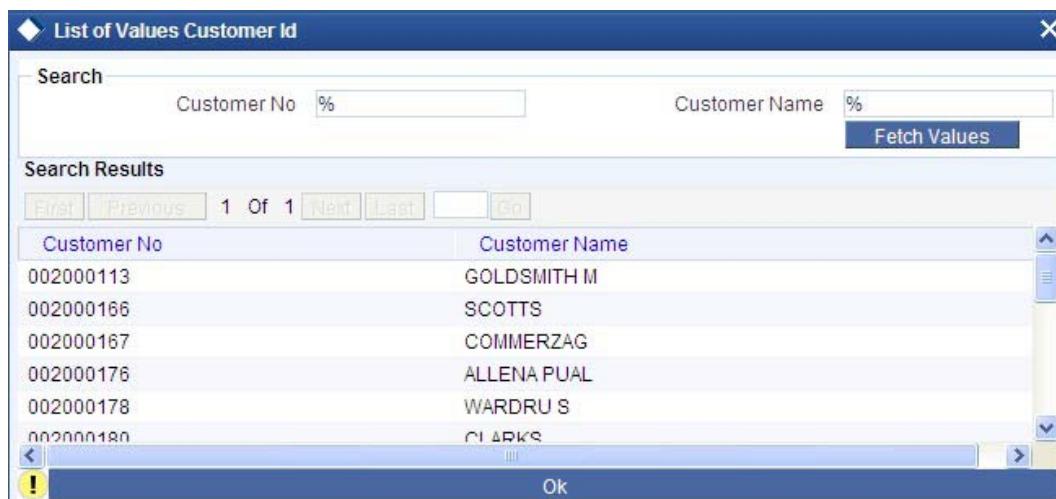 List of Values Customer Id
Search
Customer No % Customer Name %
Fetch Values
Search Results
First Previous 1 Of 1 Next Last Go
Customer No Customer Name
002000113 GOLDSMITH M
002000166 SCOTTS
002000167 COMMERZAG
002000176 ALLENA PUAL
002000178 WARDRU S
002000180 CLARKS
Ok